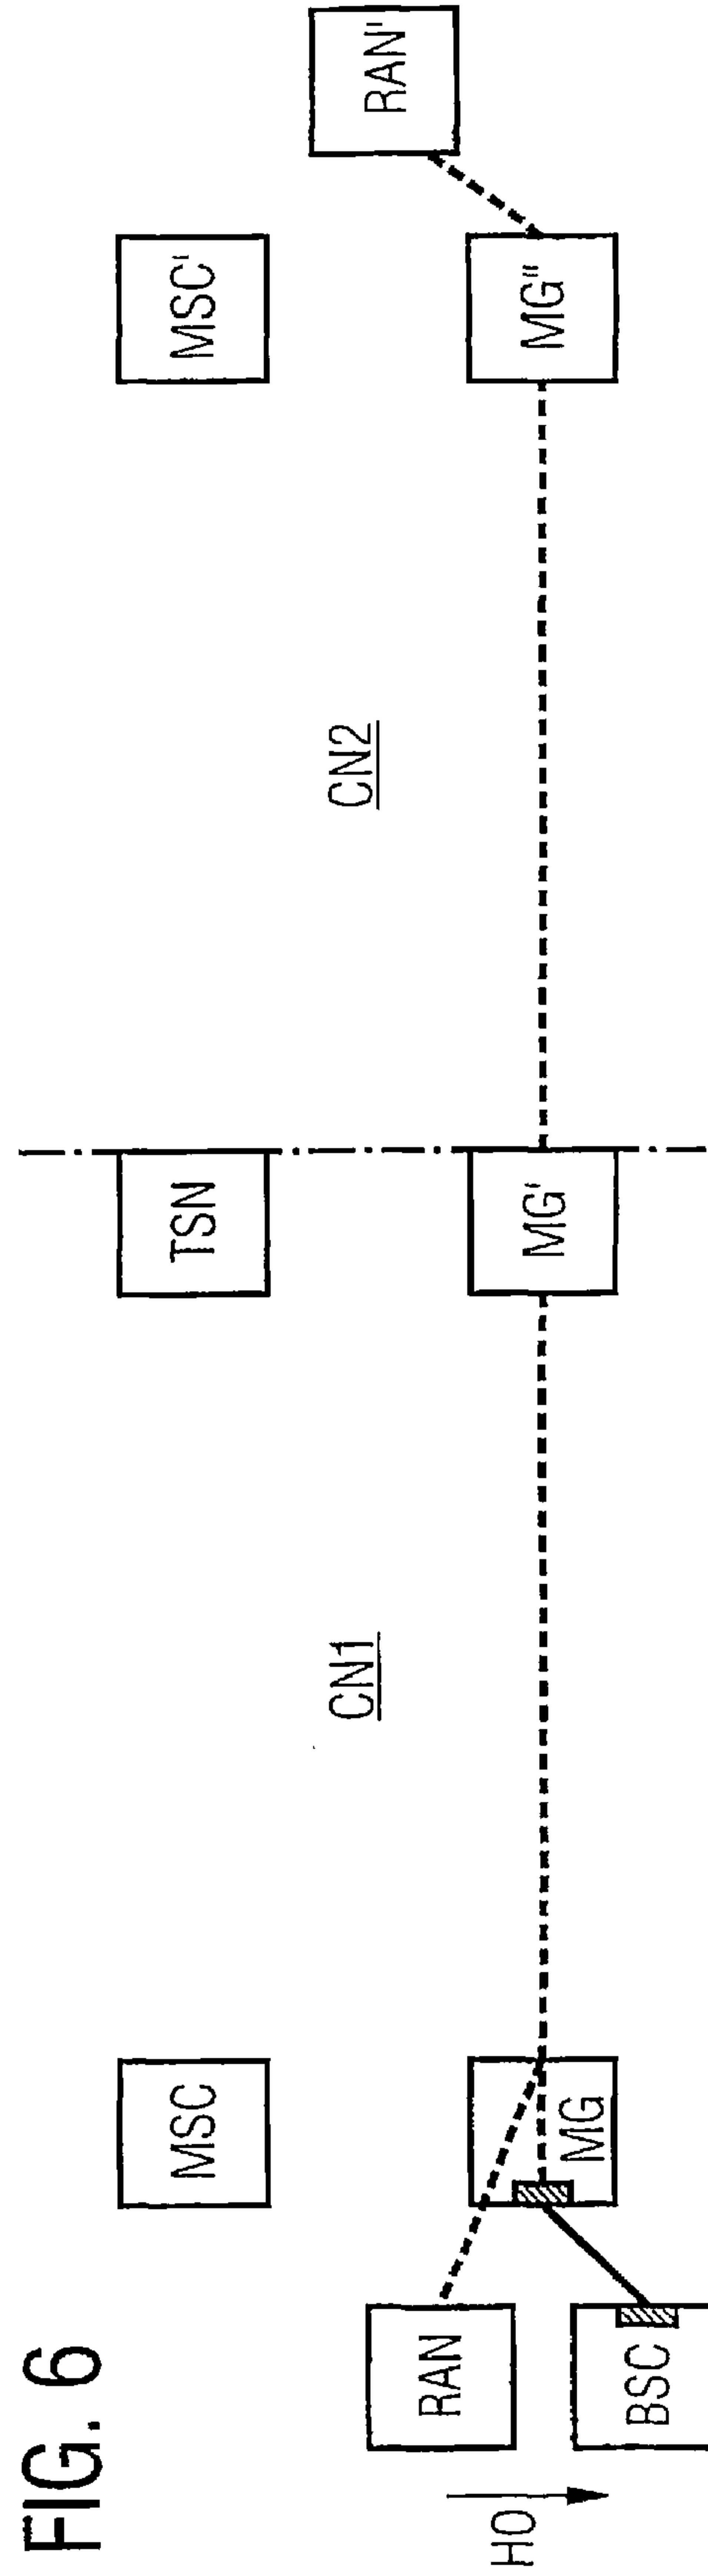 FIG. 6
MSC
TSN
MSC'
RAN'
CN1
CN2
RAN
MG
MG'
MG"
HO
BSC